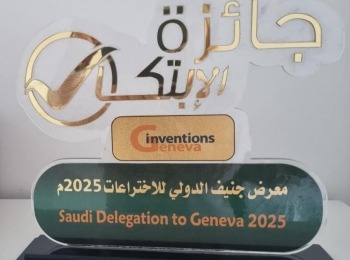 جائزة
الإبتكار
inventions
Geneva
معرض جنيف الدولي للاختراعات 2025م
Saudi Delegation to Geneva 2025